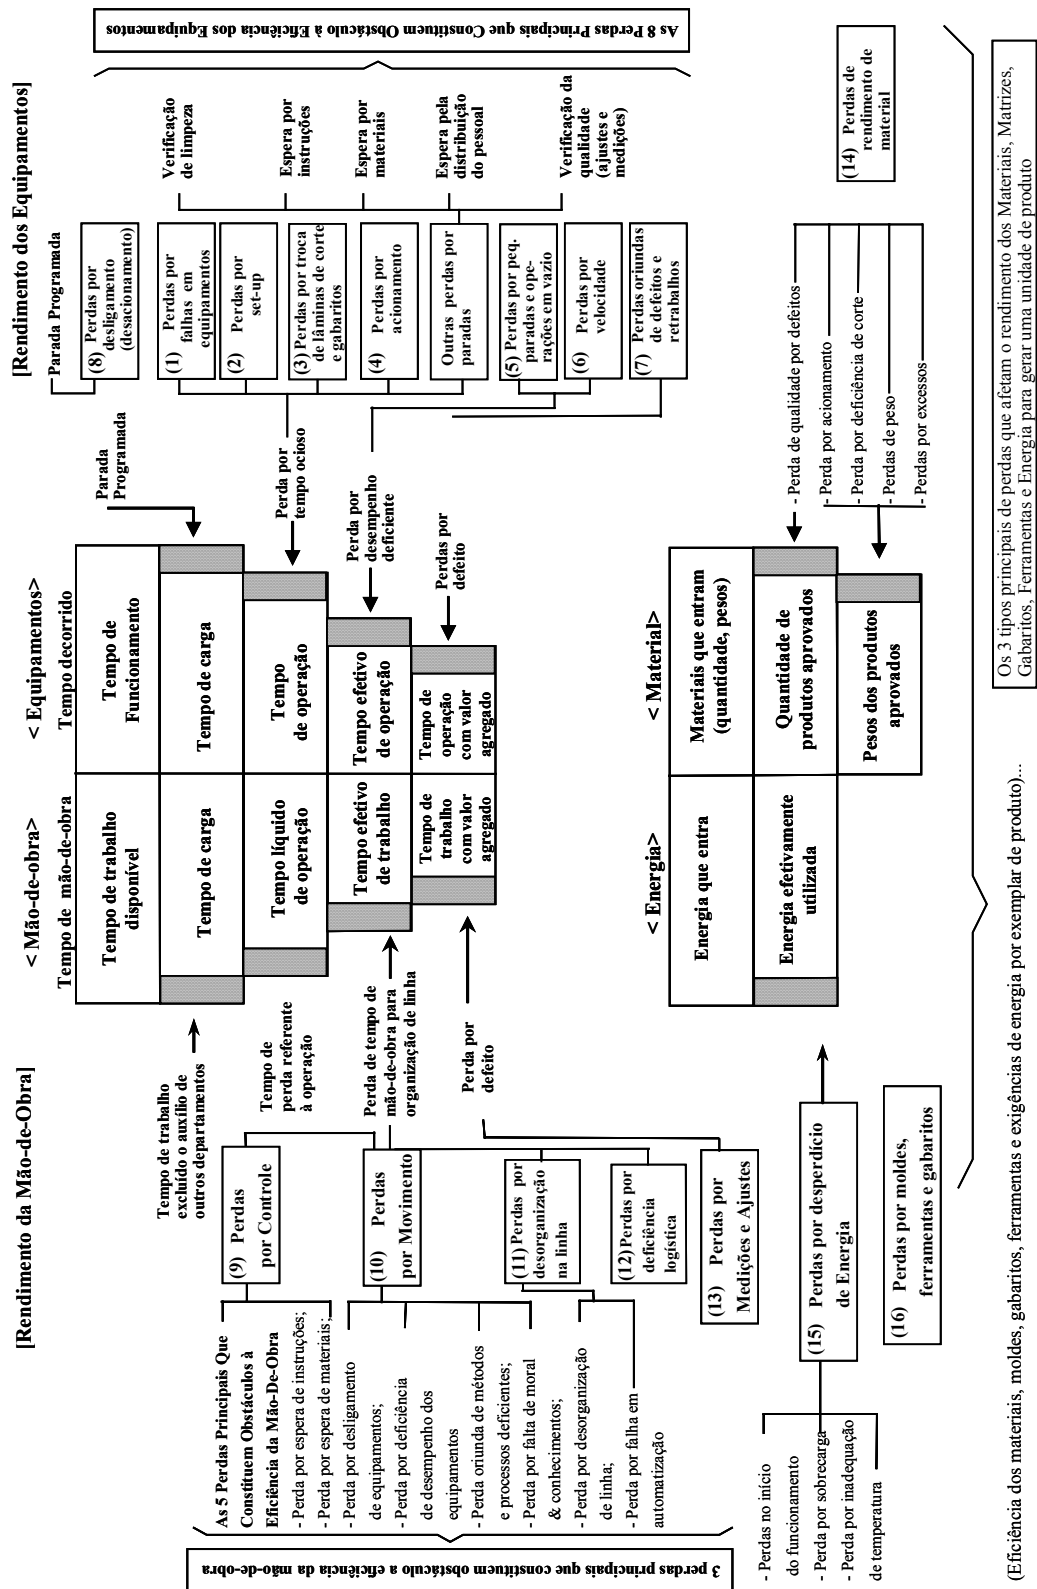 [Rendimento da Mão-de-Obra]
[Rendimento dos Equipamentos]
< Mão-de-obra>
Tempo de mão-de-obra
< Equipamentos>
Tempo decorrido
Tempo de trabalho
disponível
Tempo de
Funcionamento
Tempo de carga
Tempo de carga
Tempo líquido
de operação
Tempo
de operação
Tempo efetivo
de trabalho
Tempo efetivo
de operação
Tempo de
trabalho
com valor
agregado
Tempo de
operação
com valor
agregado
Tempo de trabalho
excluído o auxílio de
outros departamentos
Tempo de
perda referente
à operação
Perda de tempo de
mão-de-obra para
organização de linha
Perda por
defeito
Parada
Programada
Perda por
tempo ocioso
Perda por
desempenho
deficiente
Perdas por
defeito
Parada Programada
(8) Perdas por
desligamento
(desacionamento)
(1) Perdas por
falhas em
equipamentos
(2) Perdas por
set-up
(3) Perdas por troca
de lâminas de corte
e gabaritos
(4) Perdas por
acionamento
Outras perdas por
paradas
(5) Perdas por peq.
paradas e ope-
rações em vazio
(6) Perdas por
velocidade
(7) Perdas oriundas
de defeitos e
retrabalhos
Verificação
de limpeza
Espera por
instruções
Espera por
materiais
Espera pela
distribuição
do pessoal
Verificação da
qualidade
(ajustes e
medições)
As 8 Perdas Principais que Constituem Obstáculo à Eficiência dos Equipamentos
(9) Perdas
por Controle
(10) Perdas
por Movimento
(11) Perdas por
desorganização
na linha
(12) Perdas por
deficiência
logística
(13) Perdas por
Medições e Ajustes
As 5 Perdas Principais Que
Constituem Obstáculos à
Eficiência da Mão-De-Obra
- Perda por espera de instruções;
- Perda por espera de materiais;
- Perda por desligamento
de equipamentos;
- Perda por deficiência
de desempenho dos
equipamentos
- Perda oriunda de métodos
e processos deficientes;
- Perda por falta de moral
& conhecimentos;
- Perda por desorganização
de linha;
- Perda por falha em
automatização
3 perdas principais que constituem obstáculo a eficiência da mão-de-obra
< Energia>
< Material>
Energia que entra
Materiais que entram
(quantidade, pesos)
Energia efetivamente
utilizada
Quantidade de
produtos aprovados
Pesos dos produtos
aprovados
- Perda de qualidade por defeitos
- Perda por acionamento
- Perda por deficiência de corte
- Perdas de peso
- Perdas por excessos
(14) Perdas de
rendimento de
material
(15) Perdas por desperdício
de Energia
(16) Perdas por moldes,
ferramentas e gabaritos
- Perdas no início
do funcionamento
- Perda por sobrecarga
- Perda por inadequação
de temperatura
(Eficiência dos materiais, moldes, gabaritos, ferramentas e exigências de energia por exemplar de produto)...
Os 3 tipos principais de perdas que afetam o rendimento dos Materiais, Matrizes,
Gabaritos, Ferramentas e Energia para gerar uma unidade de produto